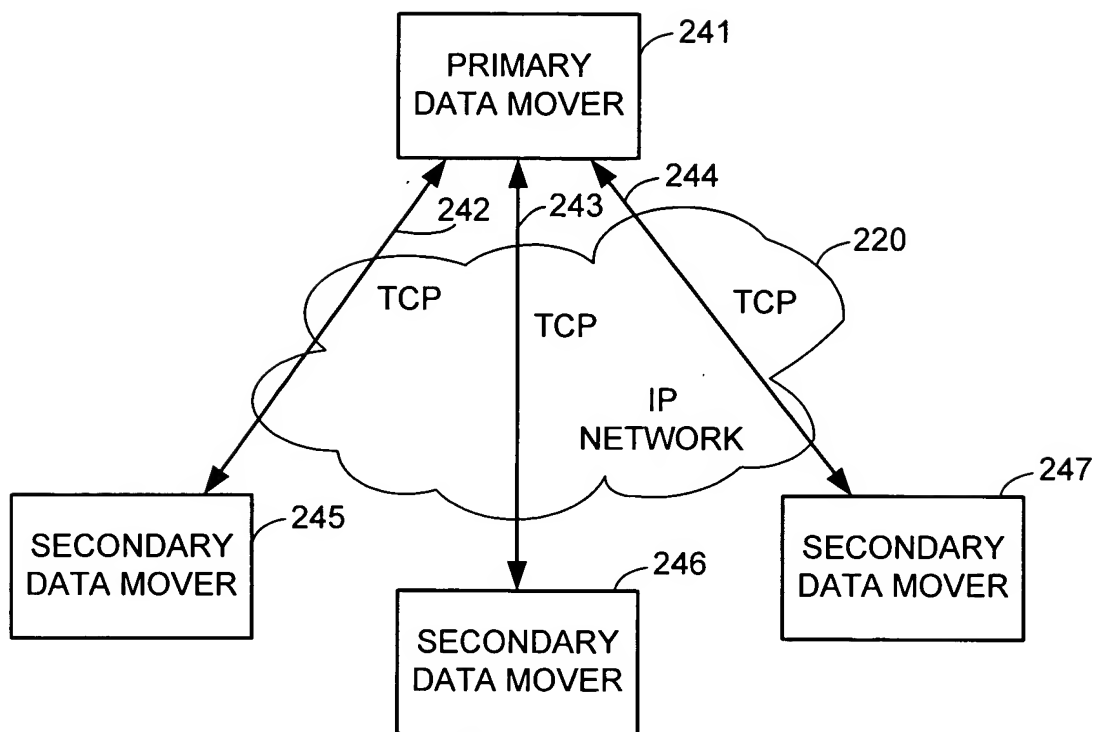 241
PRIMARY
DATA MOVER
242
243
244
220
TCP
TCP
TCP
IP
NETWORK
245
SECONDARY
DATA MOVER
246
SECONDARY
DATA MOVER
247
SECONDARY
DATA MOVER